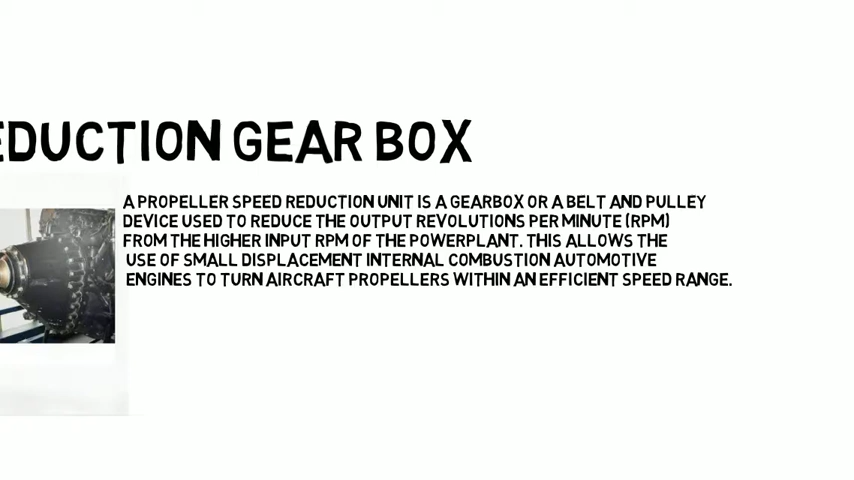 EDUCTION GEAR BOX
A PROPELLER SPEED REDUCTION UNIT IS A GEARBOX OR A BELT AND PULLEY
DEVICE USED TO REDUCE THE OUTPUT REVOLUTIONS PER MINUTE (RPM)
FROM THE HIGHER INPUT RPM OF THE POWERPLANT. THIS ALLOWS THE
USE OF SMALL DISPLACEMENT INTERNAL COMBUSTION AUTOMOTIVE
ENGINES TO TURN AIRCRAFT PROPELLERS WITHIN AN EFFICIENT SPEED RANGE.